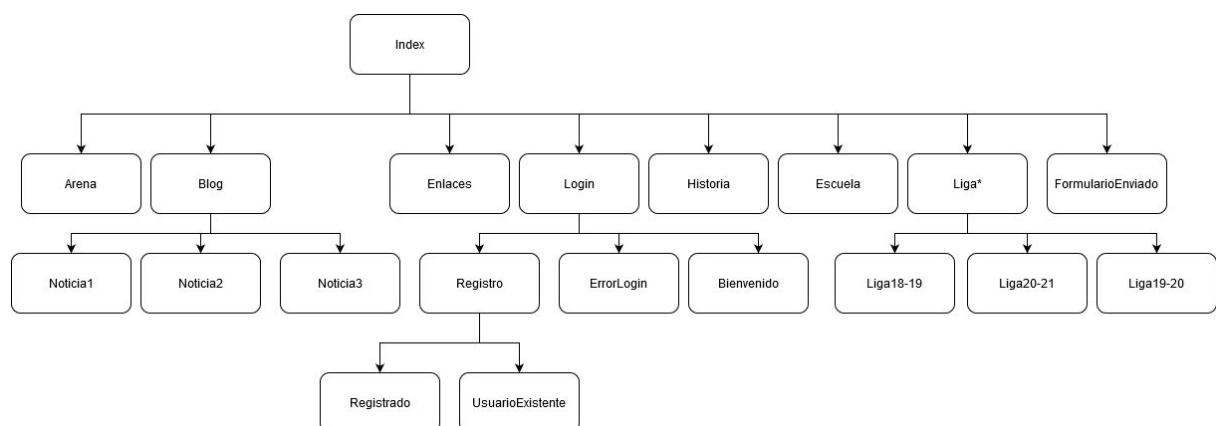 Index
Arena
Blog
Enlaces
Login
Historia
Escuela
Liga*
FormularioEnviado
Noticia1
Noticia2
Noticia3
Registro
ErrorLogin
Bienvenido
Liga18-19
Liga20-21
Liga19-20
Registrado
UsuarioExistente